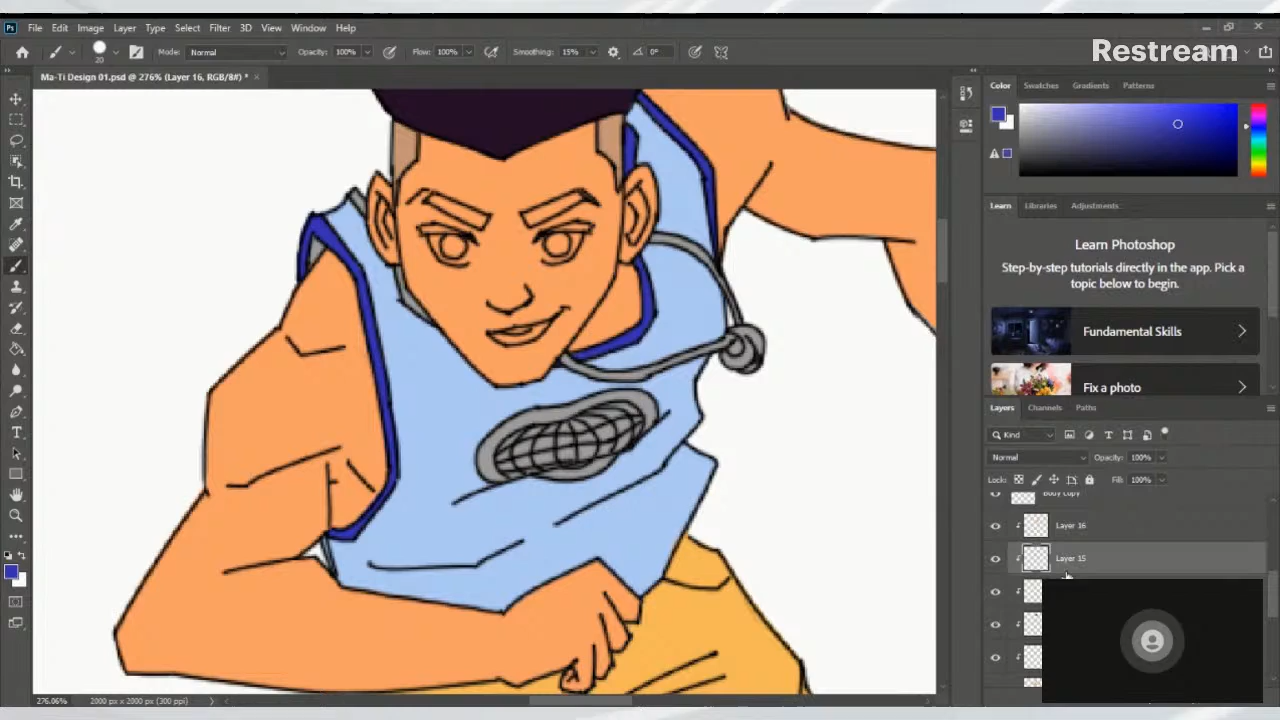 File Edit Image Layer Type Select Filter 3D View Window Help
Restream
20 Mode: Normal Opacity: 100% Flow: 100% Smoothing: 15% 0°
Ma-Ti Design 01.psd @ 276% (Layer 16, RGB/8#) *
Color Swatches Gradients Patterns
Learn Libraries Adjustments
Learn Photoshop
Step-by-step tutorials directly in the app. Pick a
topic below to begin.
Fundamental Skills
Fix a photo
Layers Channels Paths
Kind
Normal Opacity: 100%
Lock: Fill: 100%
Body copy
Layer 16
Layer 15
276.06% 2000 px x 2000 px (300 ppi)